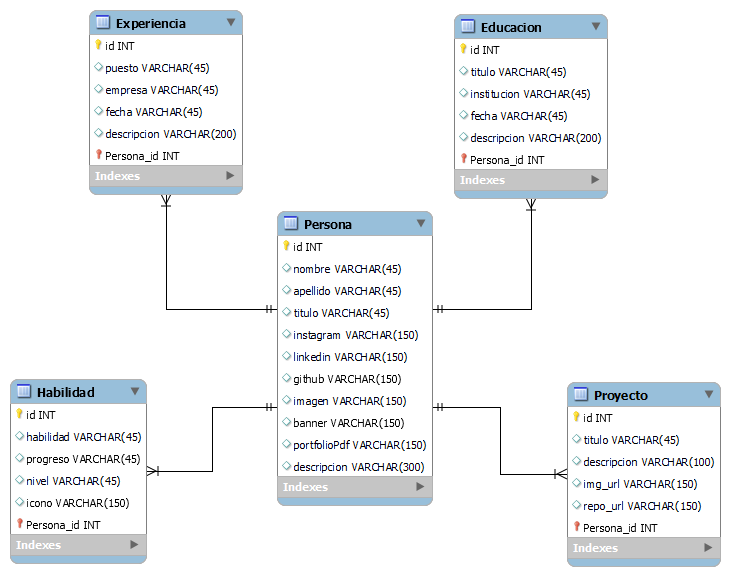 Experiencia
id INT
puesto VARCHAR(45)
empresa VARCHAR(45)
fecha VARCHAR(45)
descripcion VARCHAR(200)
Persona_id INT
Indexes
Educacion
id INT
titulo VARCHAR(45)
institucion VARCHAR(45)
fecha VARCHAR(45)
descripcion VARCHAR(200)
Persona_id INT
Indexes
Persona
id INT
nombre VARCHAR(45)
apellido VARCHAR(45)
titulo VARCHAR(45)
instagram VARCHAR(150)
linkedin VARCHAR(150)
github VARCHAR(150)
imagen VARCHAR(150)
banner VARCHAR(150)
portfolioPdf VARCHAR(150)
descripcion VARCHAR(300)
Indexes
Habilidad
id INT
habilidad VARCHAR(45)
progreso VARCHAR(45)
nivel VARCHAR(45)
icono VARCHAR(150)
Persona_id INT
Indexes
Proyecto
id INT
titulo VARCHAR(45)
descripcion VARCHAR(100)
img_url VARCHAR(150)
repo_url VARCHAR(150)
Persona_id INT
Indexes